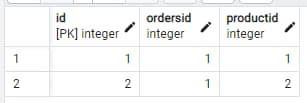 id ordersid productid
[PK] integer integer integer
1 1 1 1
2 2 1 2